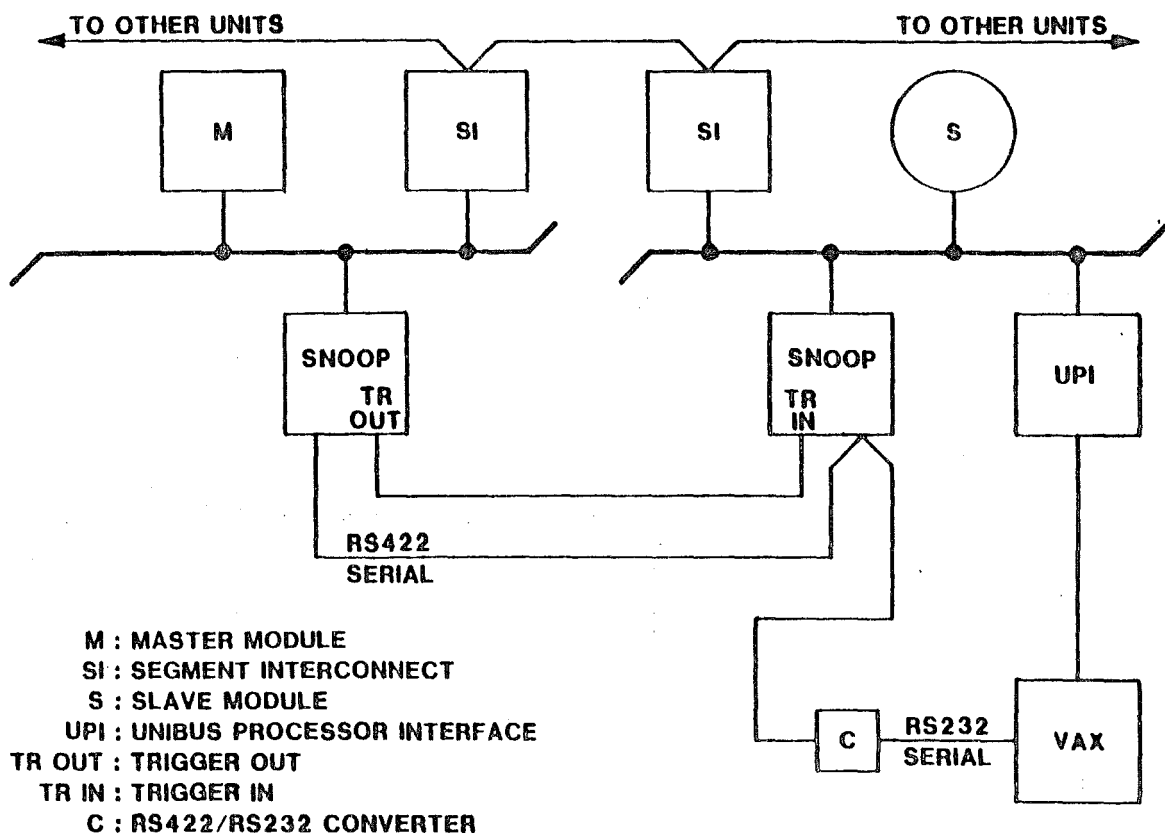 TO OTHER UNITS
TO OTHER UNITS
M
SI
SI
S
SNOOP
TR
OUT
SNOOP
TR
IN
UPI
RS422
SERIAL
M : MASTER MODULE
SI : SEGMENT INTERCONNECT
S : SLAVE MODULE
UPI : UNIBUS PROCESSOR INTERFACE
TR OUT : TRIGGER OUT
TR IN : TRIGGER IN
C : RS422/RS232 CONVERTER
C
RS232
SERIAL
VAX